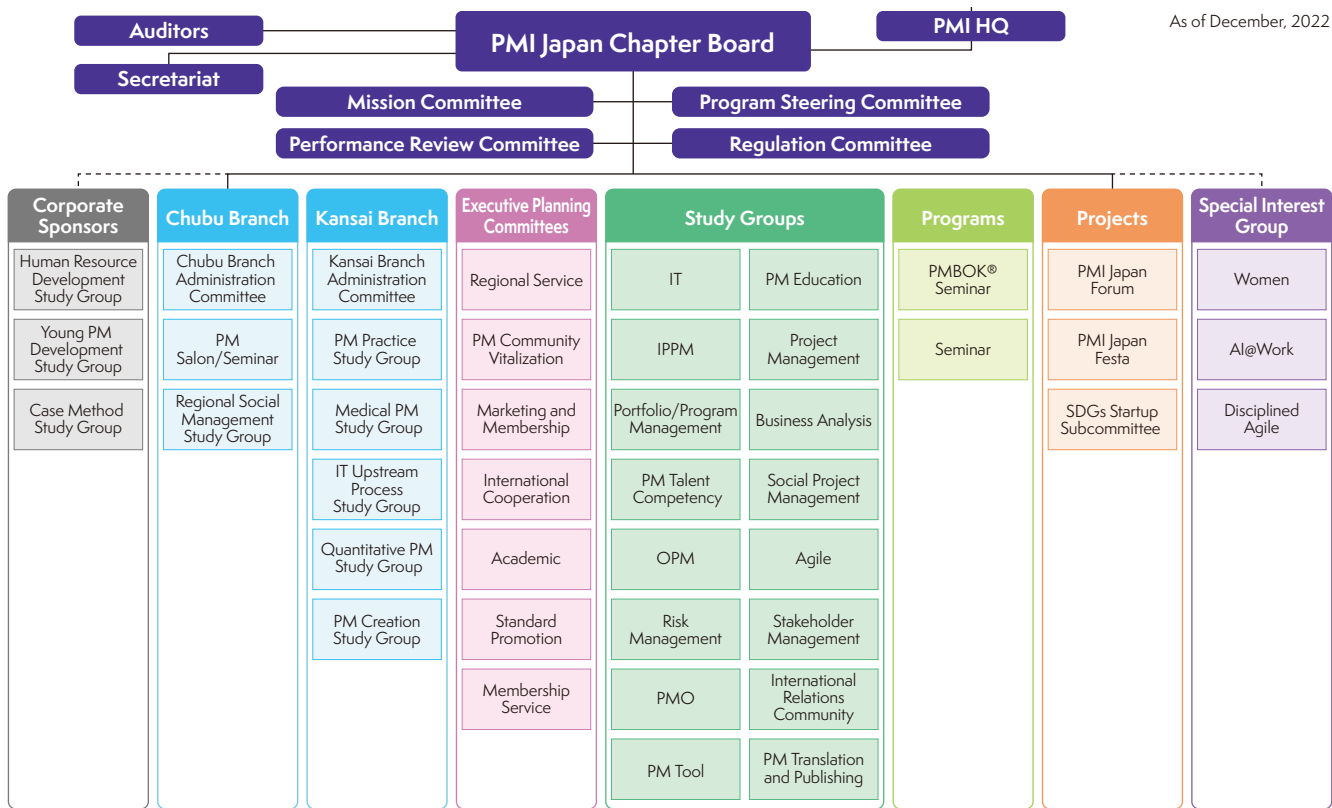 As of December, 2022
Auditors
PMI Japan Chapter Board
PMI HQ
Secretariat
Mission Committee
Program Steering Committee
Performance Review Committee
Regulation Committee
Corporate
Sponsors
Human Resource
Development
Study Group
Young PM
Development
Study Group
Case Method
Study Group
Chubu Branch
Chubu Branch
Administration
Committee
PM
Salon/Seminar
Regional Social
Management
Study Group
Kansai Branch
Kansai Branch
Administration
Committee
PM Practice
Study Group
Medical PM
Study Group
IT Upstream
Process
Study Group
Quantitative PM
Study Group
PM Creation
Study Group
Executive Planning
Committees
Regional Service
PM Community
Vitalization
Marketing and
Membership
International
Cooperation
Academic
Standard
Promotion
Membership
Service
Study Groups
IT
PM Education
IPPM
Project
Management
Portfolio/Program
Management
Business Analysis
PM Talent
Competency
Social Project
Management
OPM
Agile
Risk
Management
Stakeholder
Management
PMO
International
Relations
Community
PM Tool
PM Translation
and Publishing
Programs
PMBOK®
Seminar
Seminar
Projects
PMI Japan
Forum
PMI Japan
Festa
SDGs Startup
Subcommittee
Special Interest
Group
Women
AI@Work
Disciplined
Agile